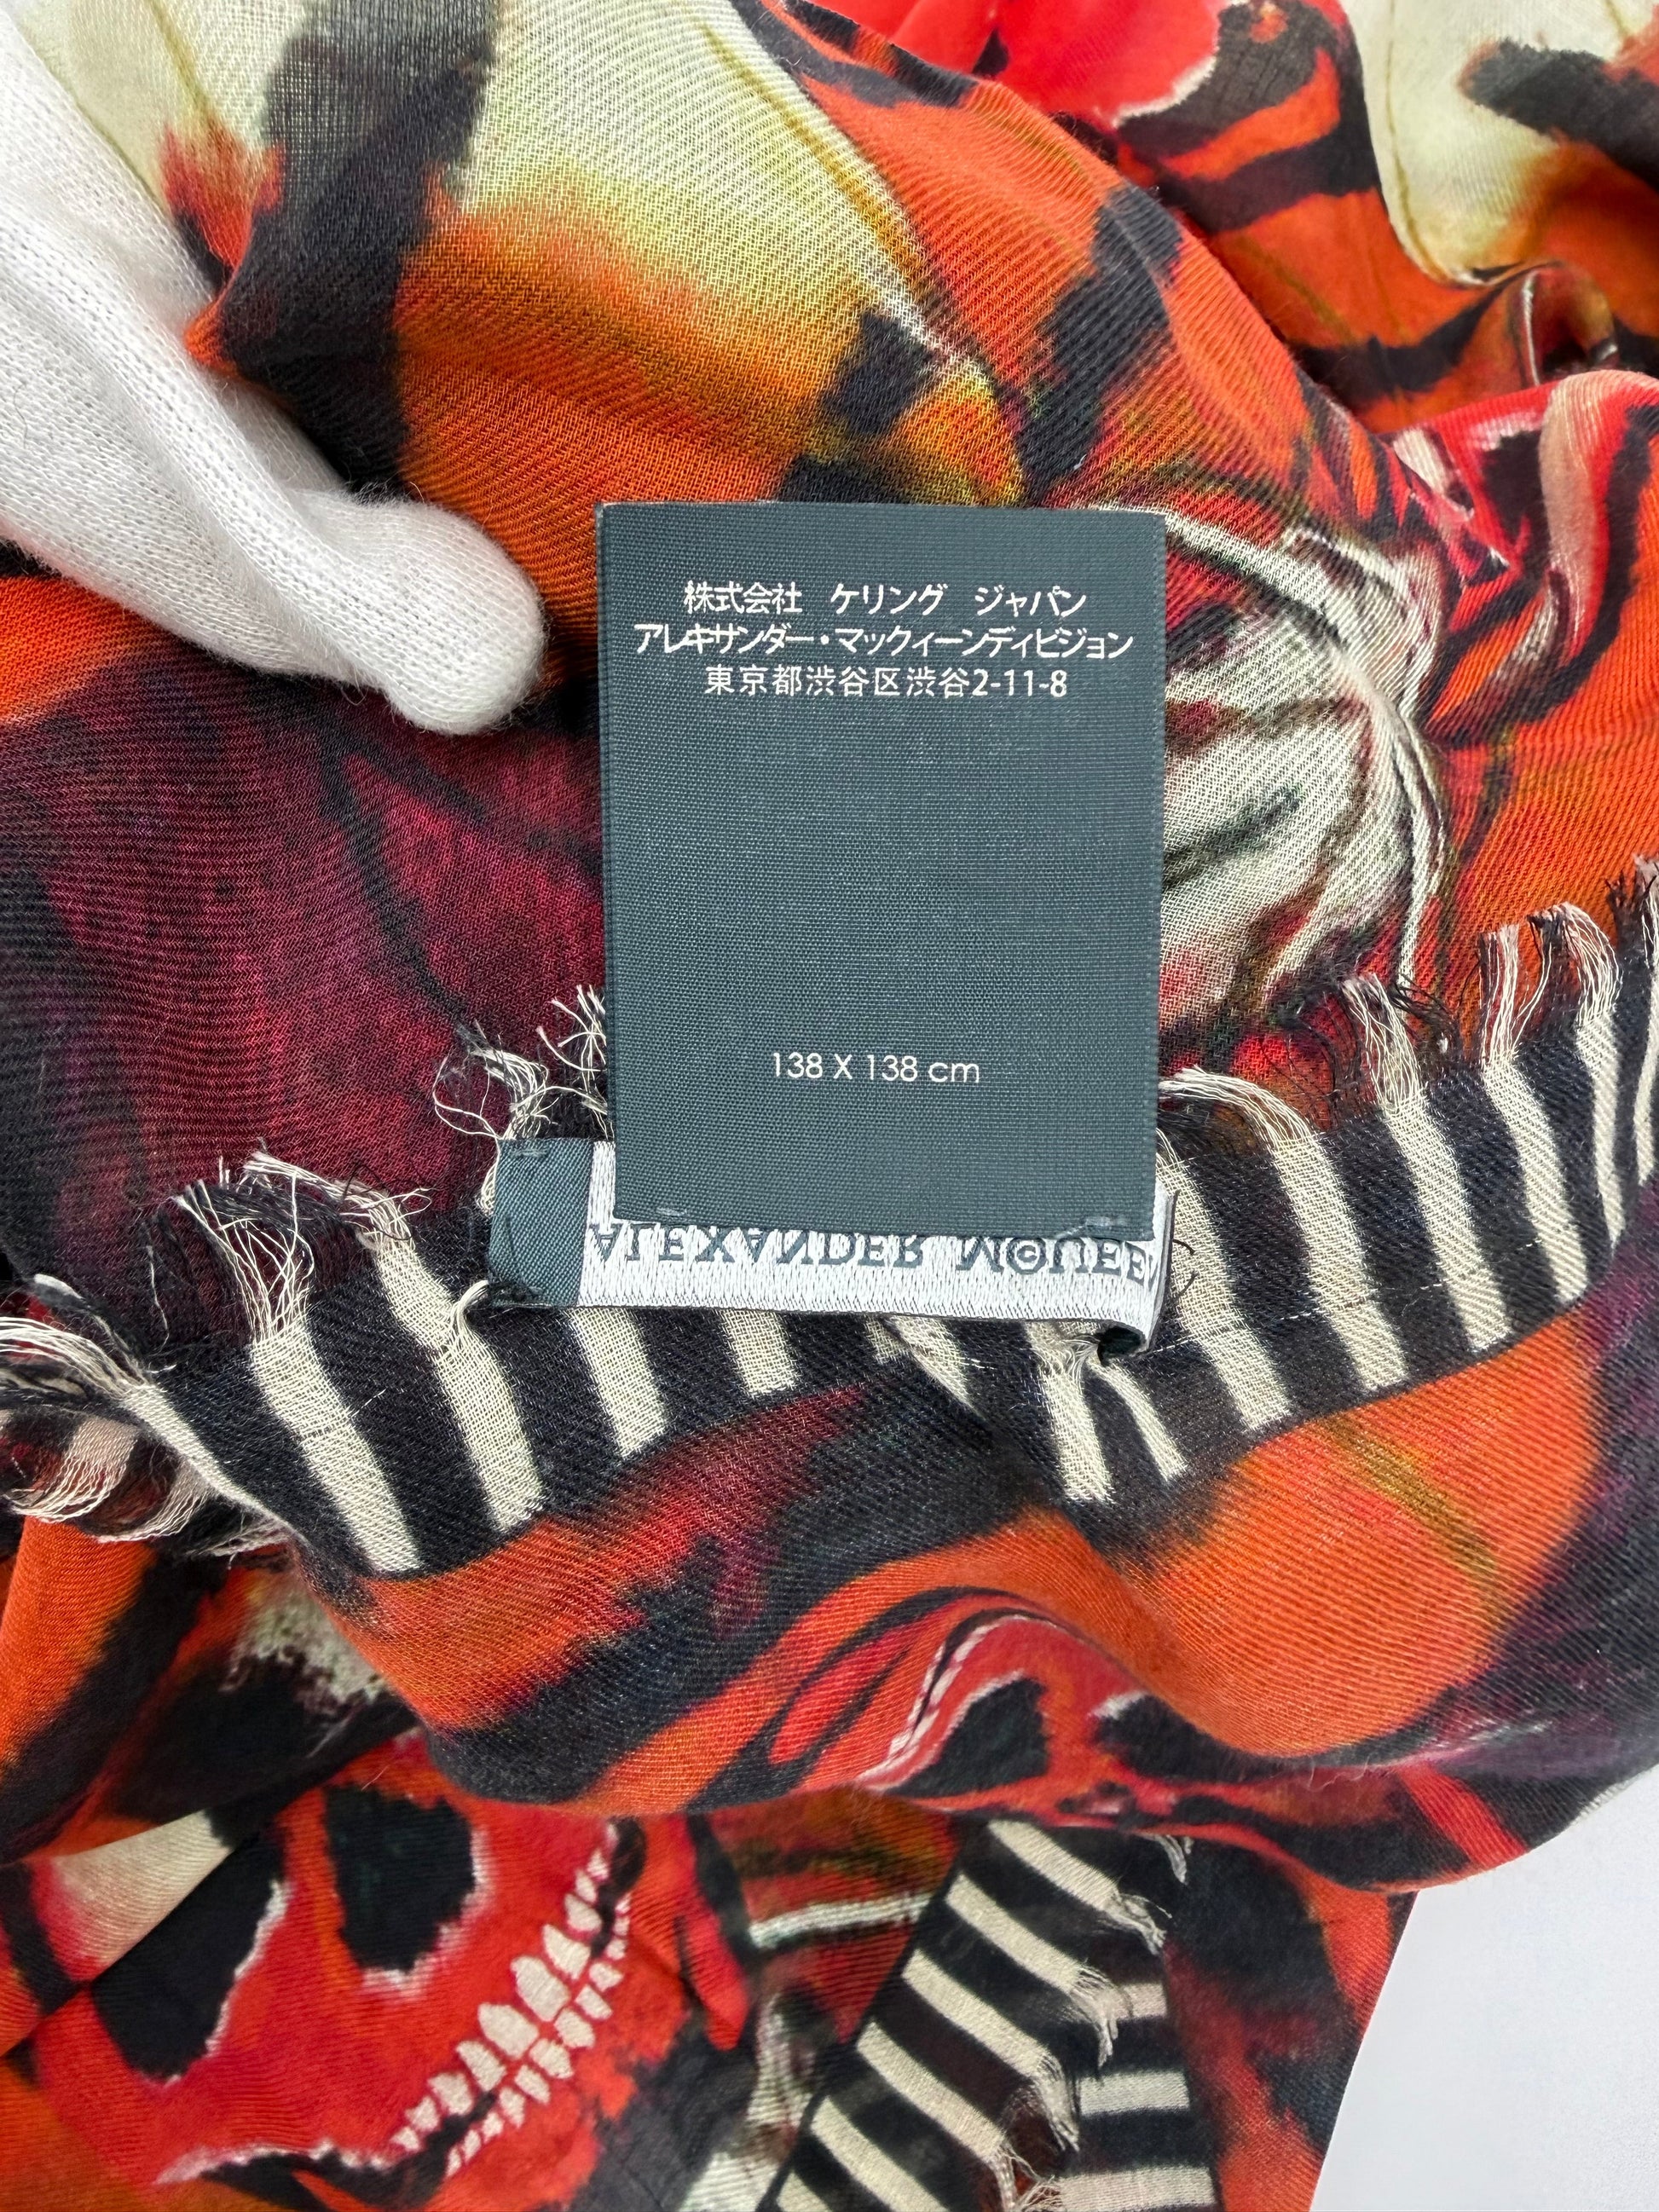 株式会社　ケリング　ジャパン
アレキサンダー・マックィーンディビジョン
東京都渋谷区渋谷2-11-8
138 X 138 cm
ALEXANDER MCQUEEN